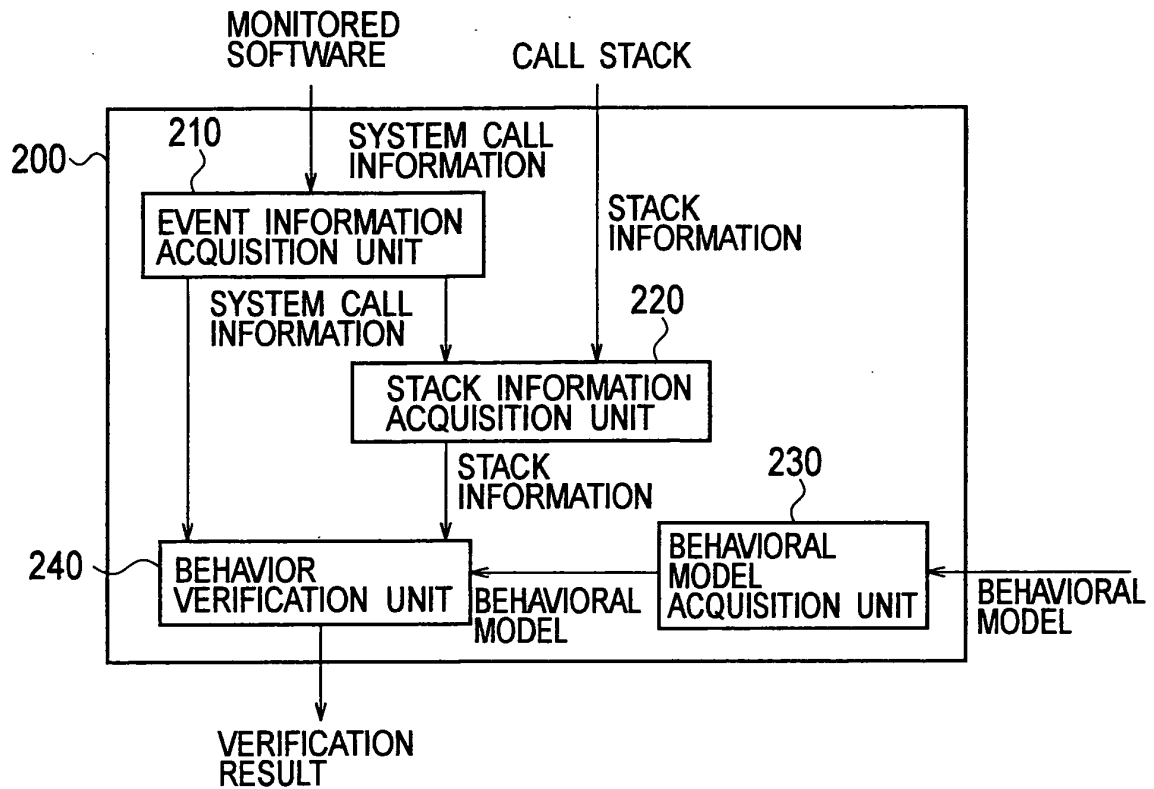 MONITORED
SOFTWARE
CALL STACK
200
210
SYSTEM CALL
INFORMATION
EVENT INFORMATION
ACQUISITION UNIT
STACK
INFORMATION
SYSTEM CALL
INFORMATION
220
STACK INFORMATION
ACQUISITION UNIT
STACK
INFORMATION
230
240
BEHAVIOR
VERIFICATION UNIT
BEHAVIORAL
MODEL
BEHAVIORAL
MODEL
ACQUISITION UNIT
BEHAVIORAL
MODEL
VERIFICATION
RESULT